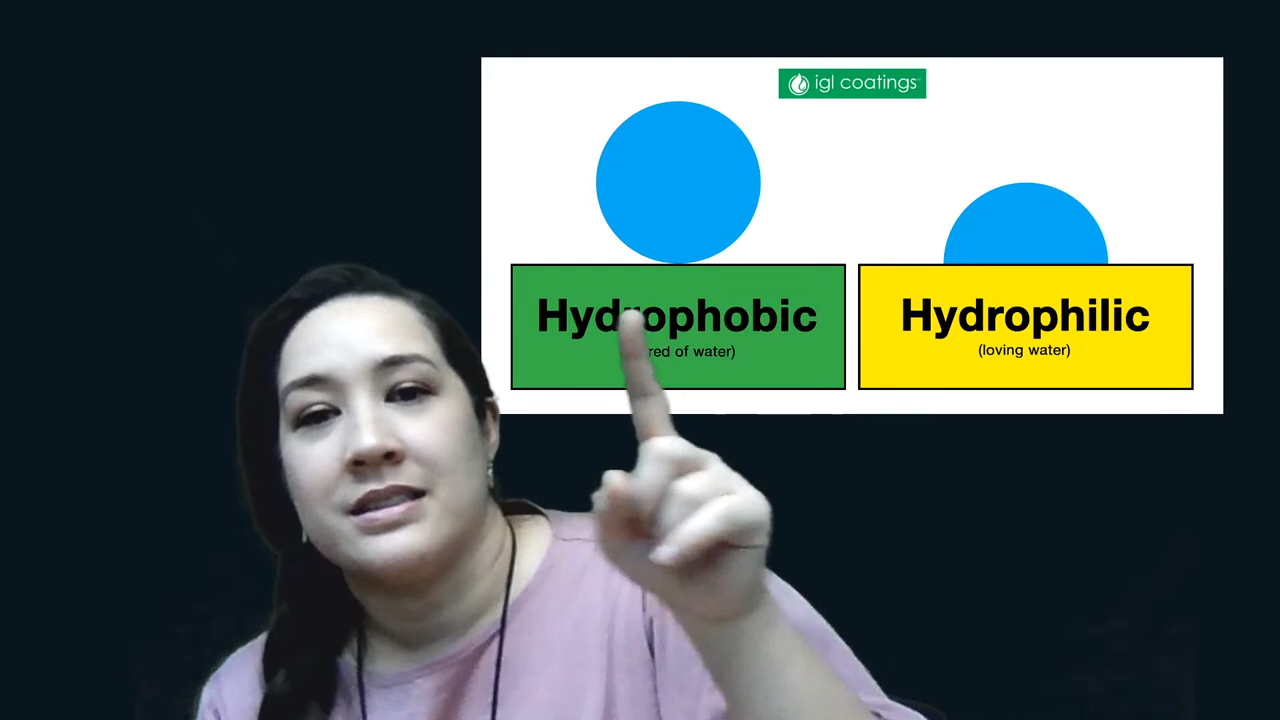 igl coatings
Hydrophobic
of water)
Hydrophilic
(loving water)